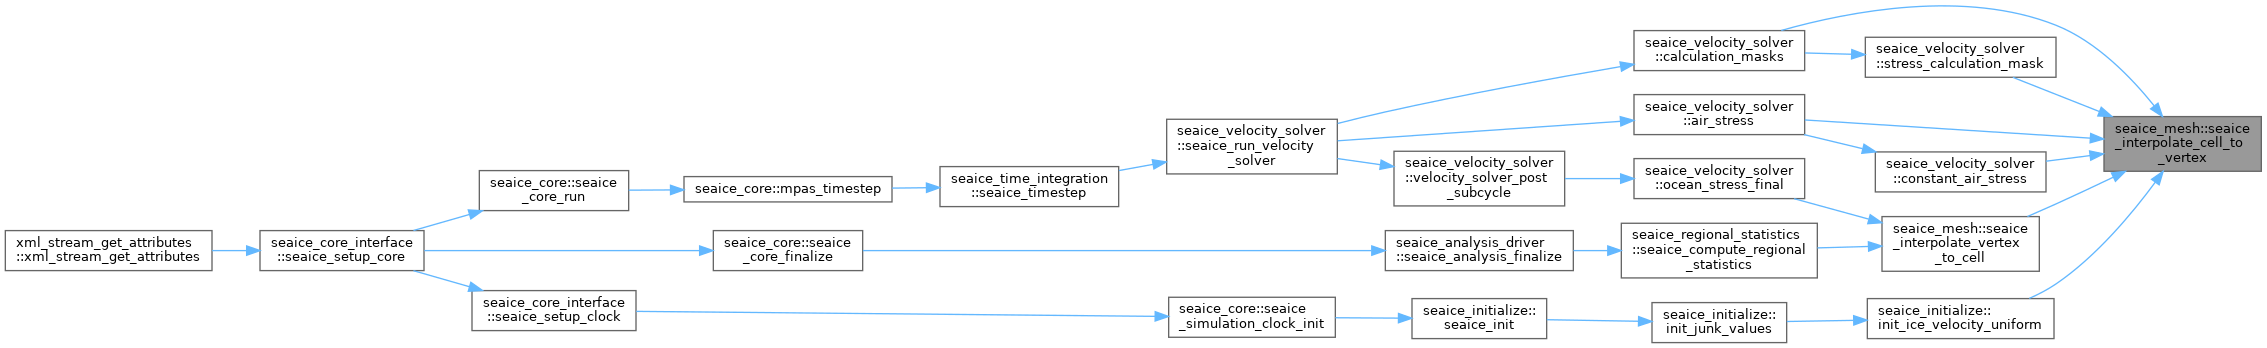 xml_stream_get_attributes
::xml_stream_get_attributes
seaice_core_interface
::seaice_setup_core
seaice_core::seaice
_core_run
seaice_core::mpas_timestep
seaice_time_integration
::seaice_timestep
seaice_velocity_solver
::seaice_run_velocity
_solver
seaice_velocity_solver
::calculation_masks
seaice_velocity_solver
::stress_calculation_mask
seaice_velocity_solver
::air_stress
seaice_velocity_solver
::constant_air_stress
seaice_velocity_solver
::velocity_solver_post
_subcycle
seaice_velocity_solver
::ocean_stress_final
seaice_mesh::seaice
_interpolate_cell_to
_vertex
seaice_mesh::seaice
_interpolate_vertex
_to_cell
seaice_core::seaice
_core_finalize
seaice_analysis_driver
::seaice_analysis_finalize
seaice_regional_statistics
::seaice_compute_regional
_statistics
seaice_core_interface
::seaice_setup_clock
seaice_core::seaice
_simulation_clock_init
seaice_initialize::
seaice_init
seaice_initialize::
init_junk_values
seaice_initialize::
init_ice_velocity_uniform